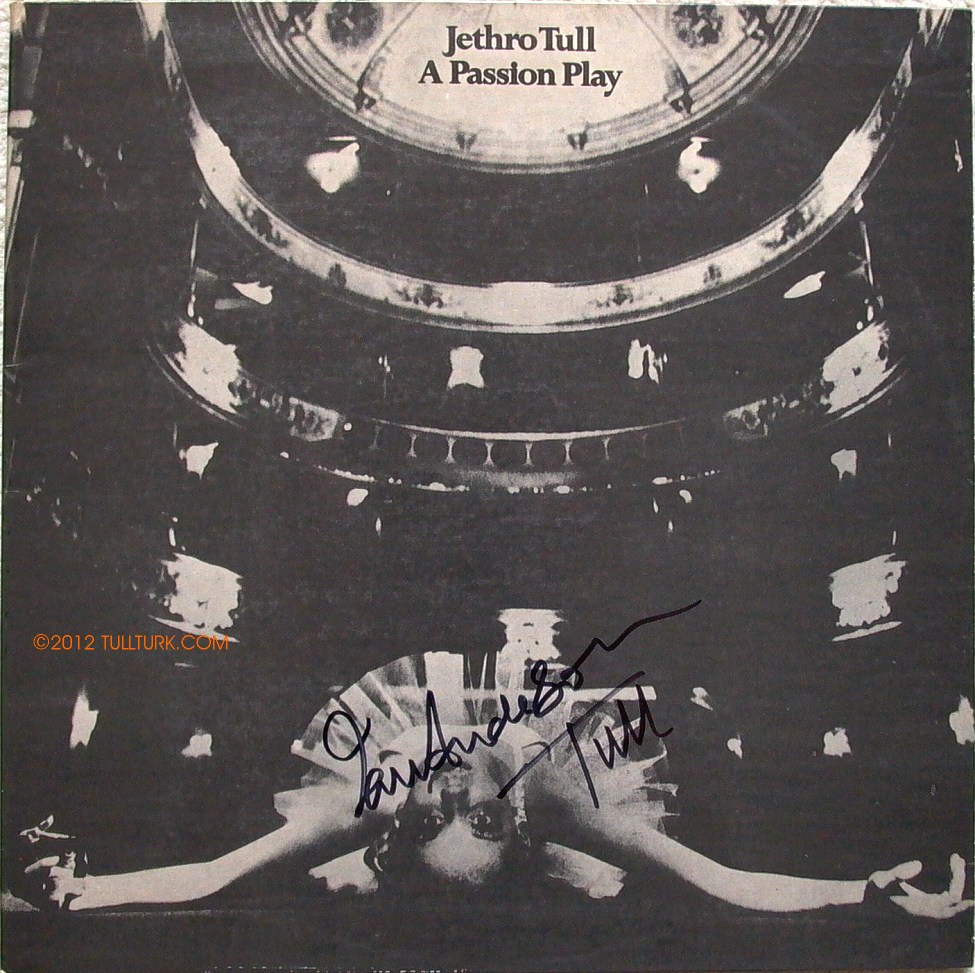 Jethro Tull
A Passion Play
©2012 TULLTURK.COM
Ian Anderson
Tull